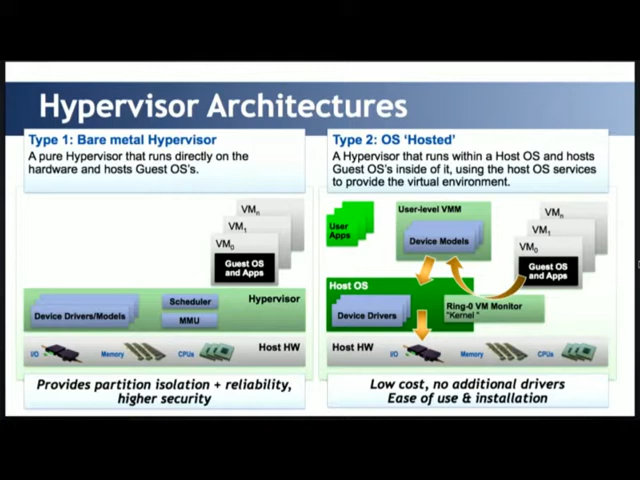 Hypervisor Architectures
Type 1: Bare metal Hypervisor
A pure Hypervisor that runs directly on the
hardware and hosts Guest OS's.
VMn
VM1
VM0
Guest OS
and Apps
Device Drivers/Models
Scheduler
MMU
Hypervisor
I/O
Memory
CPUs
Host HW
Provides partition isolation + reliability,
higher security
Type 2: OS ‘Hosted’
A Hypervisor that runs within a Host OS and hosts
Guest OS's inside of it, using the host OS services
to provide the virtual environment.
User
Apps
User-level VMM
Device Models
VMn
VM1
VM0
Guest OS
and Apps
Host OS
Device Drivers
Ring-0 VM Monitor
“Kernel ”
Host HW
I/O
Memory
CPUs
Low cost, no additional drivers
Ease of use & installation